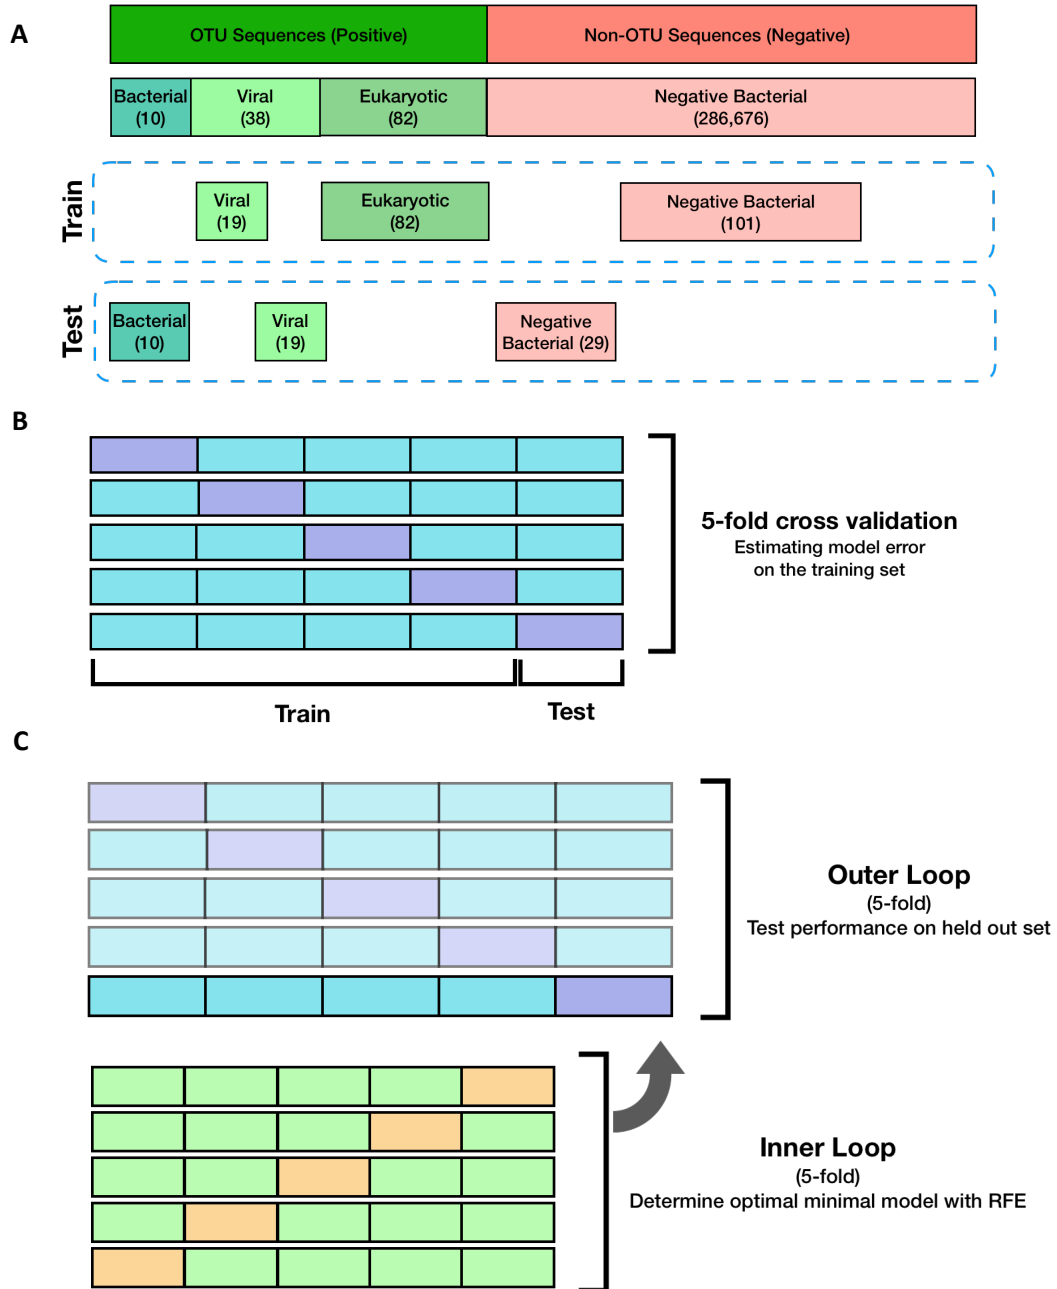 A
OTU Sequences (Positive)
Non-OTU Sequences (Negative)
Bacterial
(10)
Viral
(38)
Eukaryotic
(82)
Negative Bacterial
(286,676)
Train
Viral
(19)
Eukaryotic
(82)
Negative Bacterial
(101)
Test
Bacterial
(10)
Viral
(19)
Negative
Bacterial (29)
B
5-fold cross validation
Estimating model error
on the training set
Train
Test
C
Outer Loop
(5-fold)
Test performance on held out set
Inner Loop
(5-fold)
Determine optimal minimal model with RFE